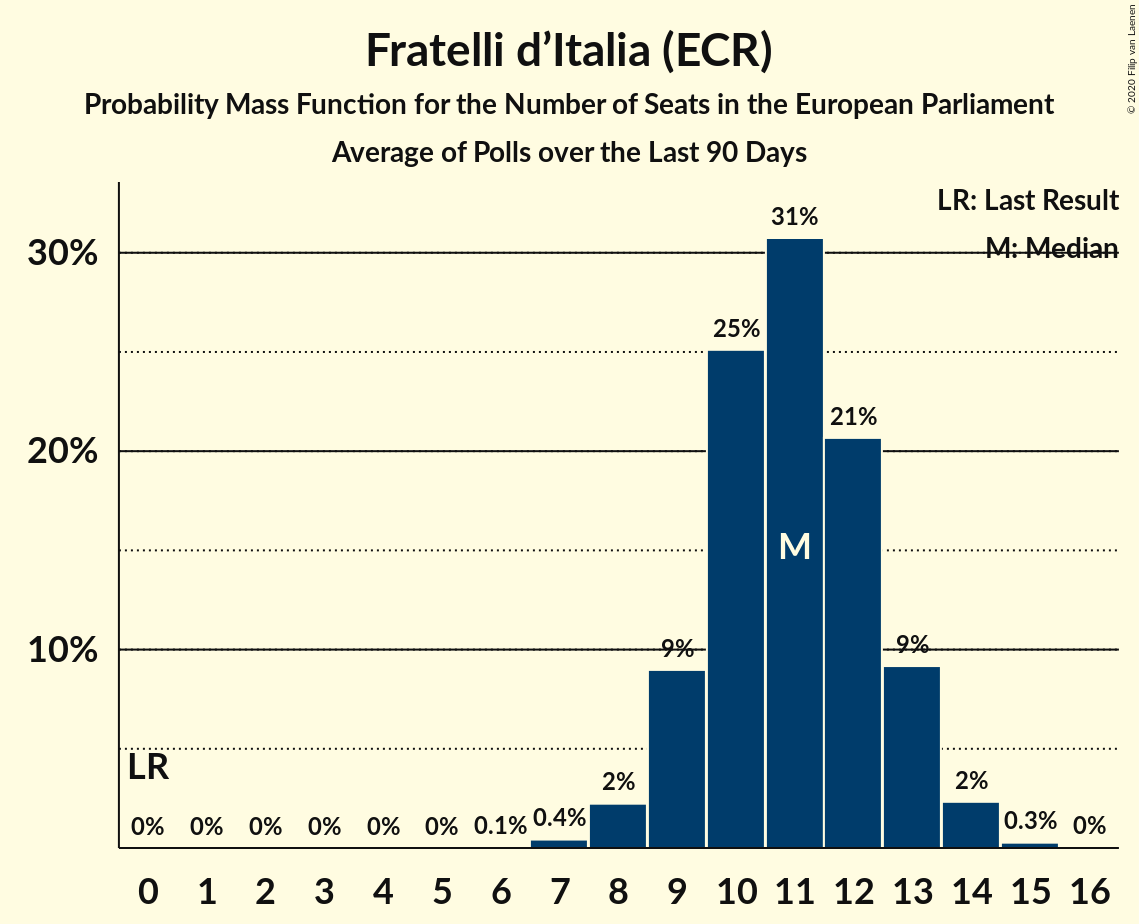 Fratelli d’Italia (ECR)
Probability Mass Function for the Number of Seats in the European Parliament
Average of Polls over the Last 90 Days
© 2020 Filip van Laenen
LR: Last Result
M: Median
30%
20%
10%
31%
25%
21%
M
9%
9%
LR
2%
2%
0% 0% 0% 0% 0% 0% 0.1% 0.4% 0.3% 0%
0 1 2 3 4 5 6 7 8 9 10 11 12 13 14 15 16